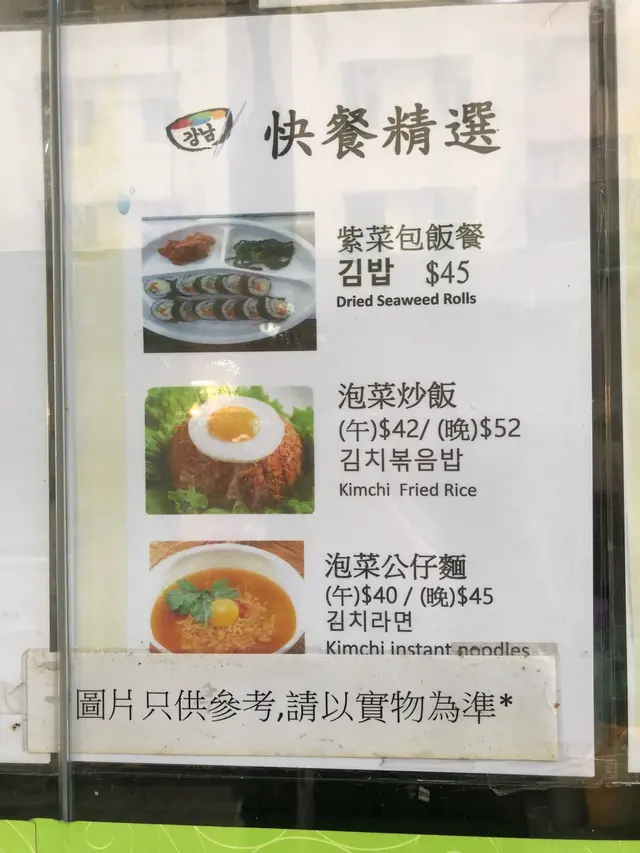 강남
快餐精選
紫菜包飯餐
김밥 $45
Dried Seaweed Rolls
泡菜炒飯
(午)$42/ (晚)$52
김치볶음밥
Kimchi Fried Rice
泡菜公仔麵
(午)$40 / (晚)$45
김치라면
Kimchi instant noodles
圖片只供參考,請以實物為準*